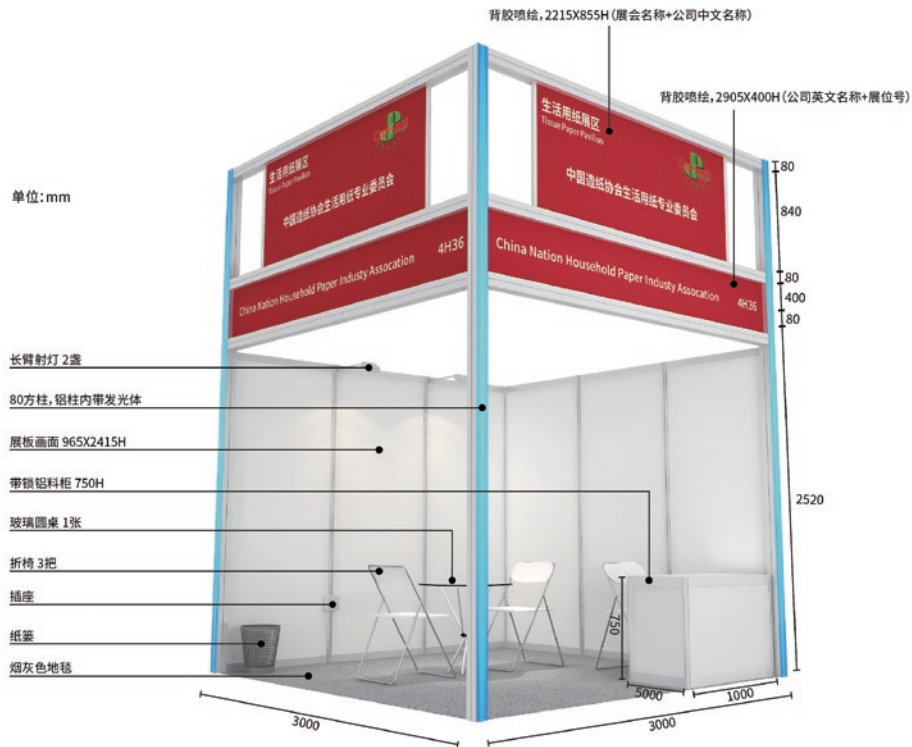 背胶喷绘,2215X855H(展会名称+公司中文名称)
背胶喷绘,2905X400H(公司英文名称+展位号)
单位:mm
生活用纸展区
Tissue Paper Pavilion
中国造纸协会生活用纸专业委员会
China Nation Household Paper Industy Assocation 4H36
生活用纸展区
Tissue Paper Pavilion
中国造纸协会生活用纸专业委员会
China Nation Household Paper Industy Assocation 4H36
80
840
80
400
80
2520
长臂射灯 2盏
80方柱,铝柱内带发光体
展板画面 965X2415H
带锁铝料柜 750H
玻璃圆桌 1张
折椅 3把
插座
纸篓
烟灰色地毯
750
5000
1000
3000
3000